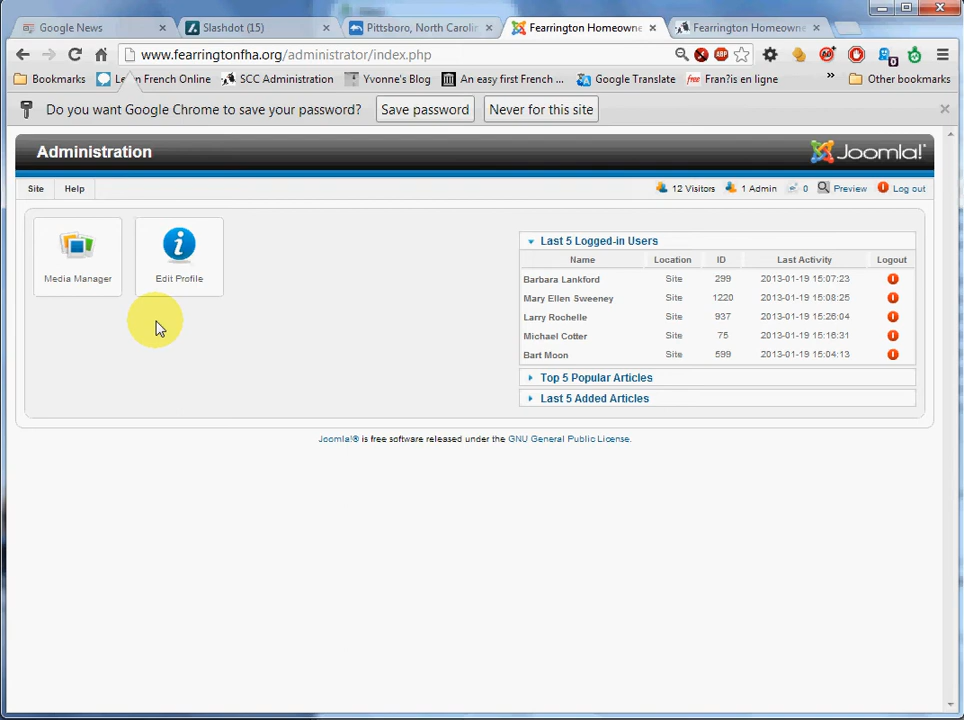 Google News
Slashdot (15)
Pittsboro, North Carolin
Fearrington Homeowne
Fearrington Homeowne
www.fearringtonfha.org/administrator/index.php
Bookmarks
SCC Administration
Yvonne's Blog
An easy first French ...
Google Translate
free
Fran?is en ligne
»
Other bookmarks
Do you want Google Chrome to save your password?
Save password
Never for this site
Administration
Joomla!
Site
Help
12 Visitors
1 Admin
0
Preview
Log out
Media Manager
Edit Profile
Last 5 Logged-in Users
Name Location ID Last Activity Logout
Barbara Lankford Site 299 2013-01-19 15:07:23
Mary Ellen Sweeney Site 1220 2013-01-19 15:08:25
Larry Rochelle Site 937 2013-01-19 15:26:04
Michael Cotter Site 75 2013-01-19 15:16:31
Bart Moon Site 599 2013-01-19 15:04:13
Top 5 Popular Articles
Last 5 Added Articles
Joomla!® is free software released under the GNU General Public License.